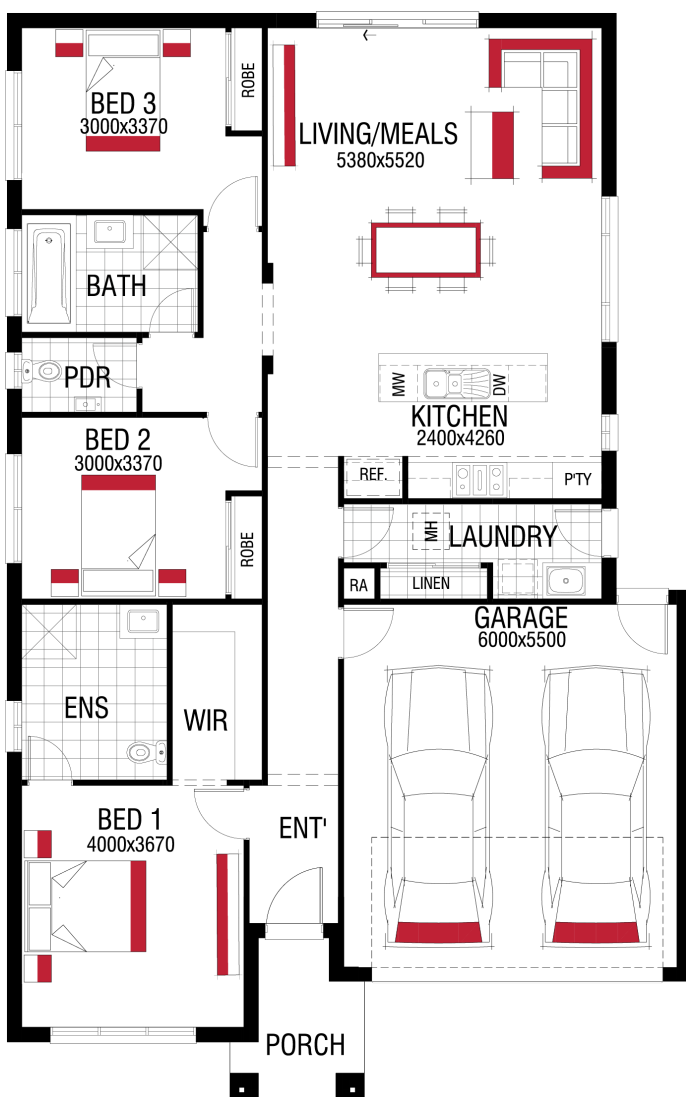 BED 3
3000x3370
ROBE
LIVING/MEALS
5380x5520
BATH
PDR
MW
DW
KITCHEN
2400x4260
BED 2
3000x3370
REF.
P'TY
ROBE
MH
LAUNDRY
RA
LINEN
GARAGE
6000x5500
ENS
WIR
BED 1
4000x3670
ENT'
PORCH